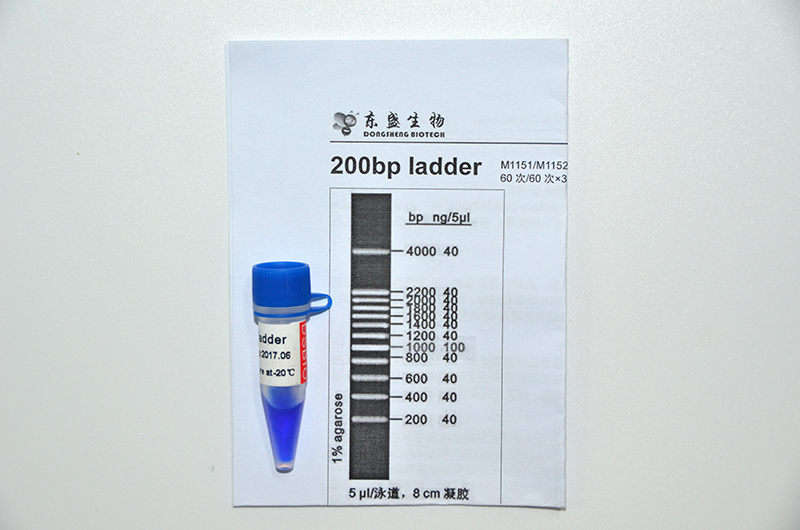 东盛生物
DONGSHENG BIOTECH
200bp ladder
M1151/M1152
60 次/60 次×3
bp ng/5µl
4000 40
2200 40
2000 40
1800 40
1600 40
1400 40
1200 40
1000 100
800 40
600 40
400 40
200 40
1% agarose
5 µl/泳道，8 cm 凝胶
adder
2017.06
at-20℃